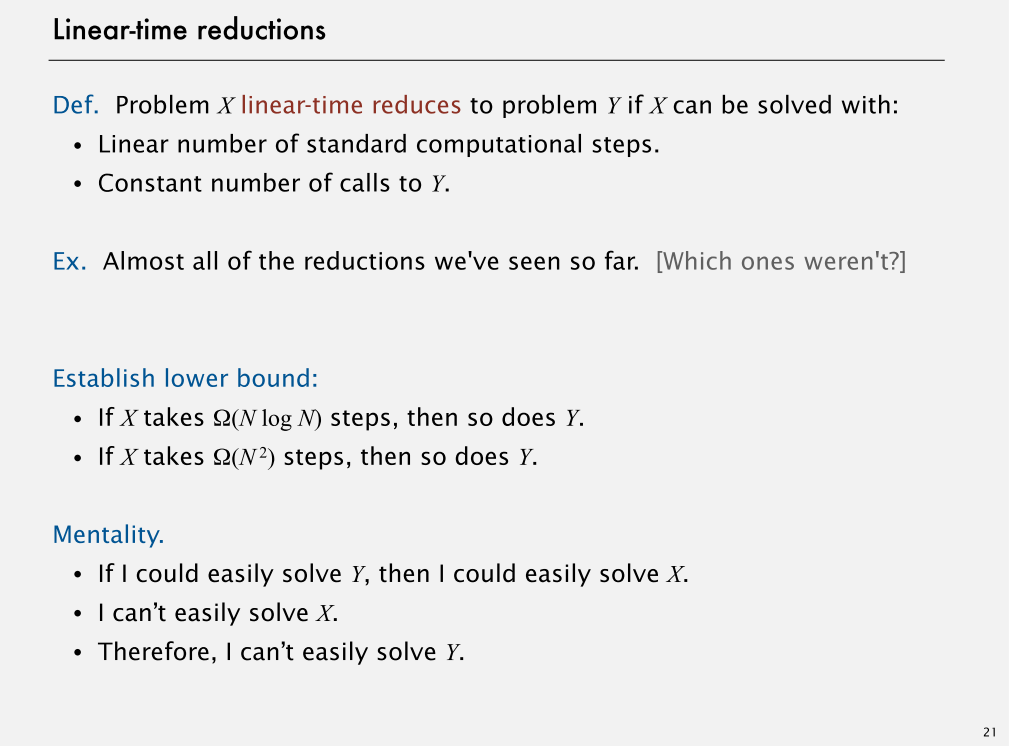 Linear-time reductions
Def. Problem X linear-time reduces to problem Y if X can be solved with:
• Linear number of standard computational steps.
• Constant number of calls to Y.
Ex. Almost all of the reductions we've seen so far. [Which ones weren't?]
Establish lower bound:
• If X takes Ω(N log N) steps, then so does Y.
• If X takes Ω(N²) steps, then so does Y.
Mentality.
• If I could easily solve Y, then I could easily solve X.
• I can’t easily solve X.
• Therefore, I can’t easily solve Y.
21